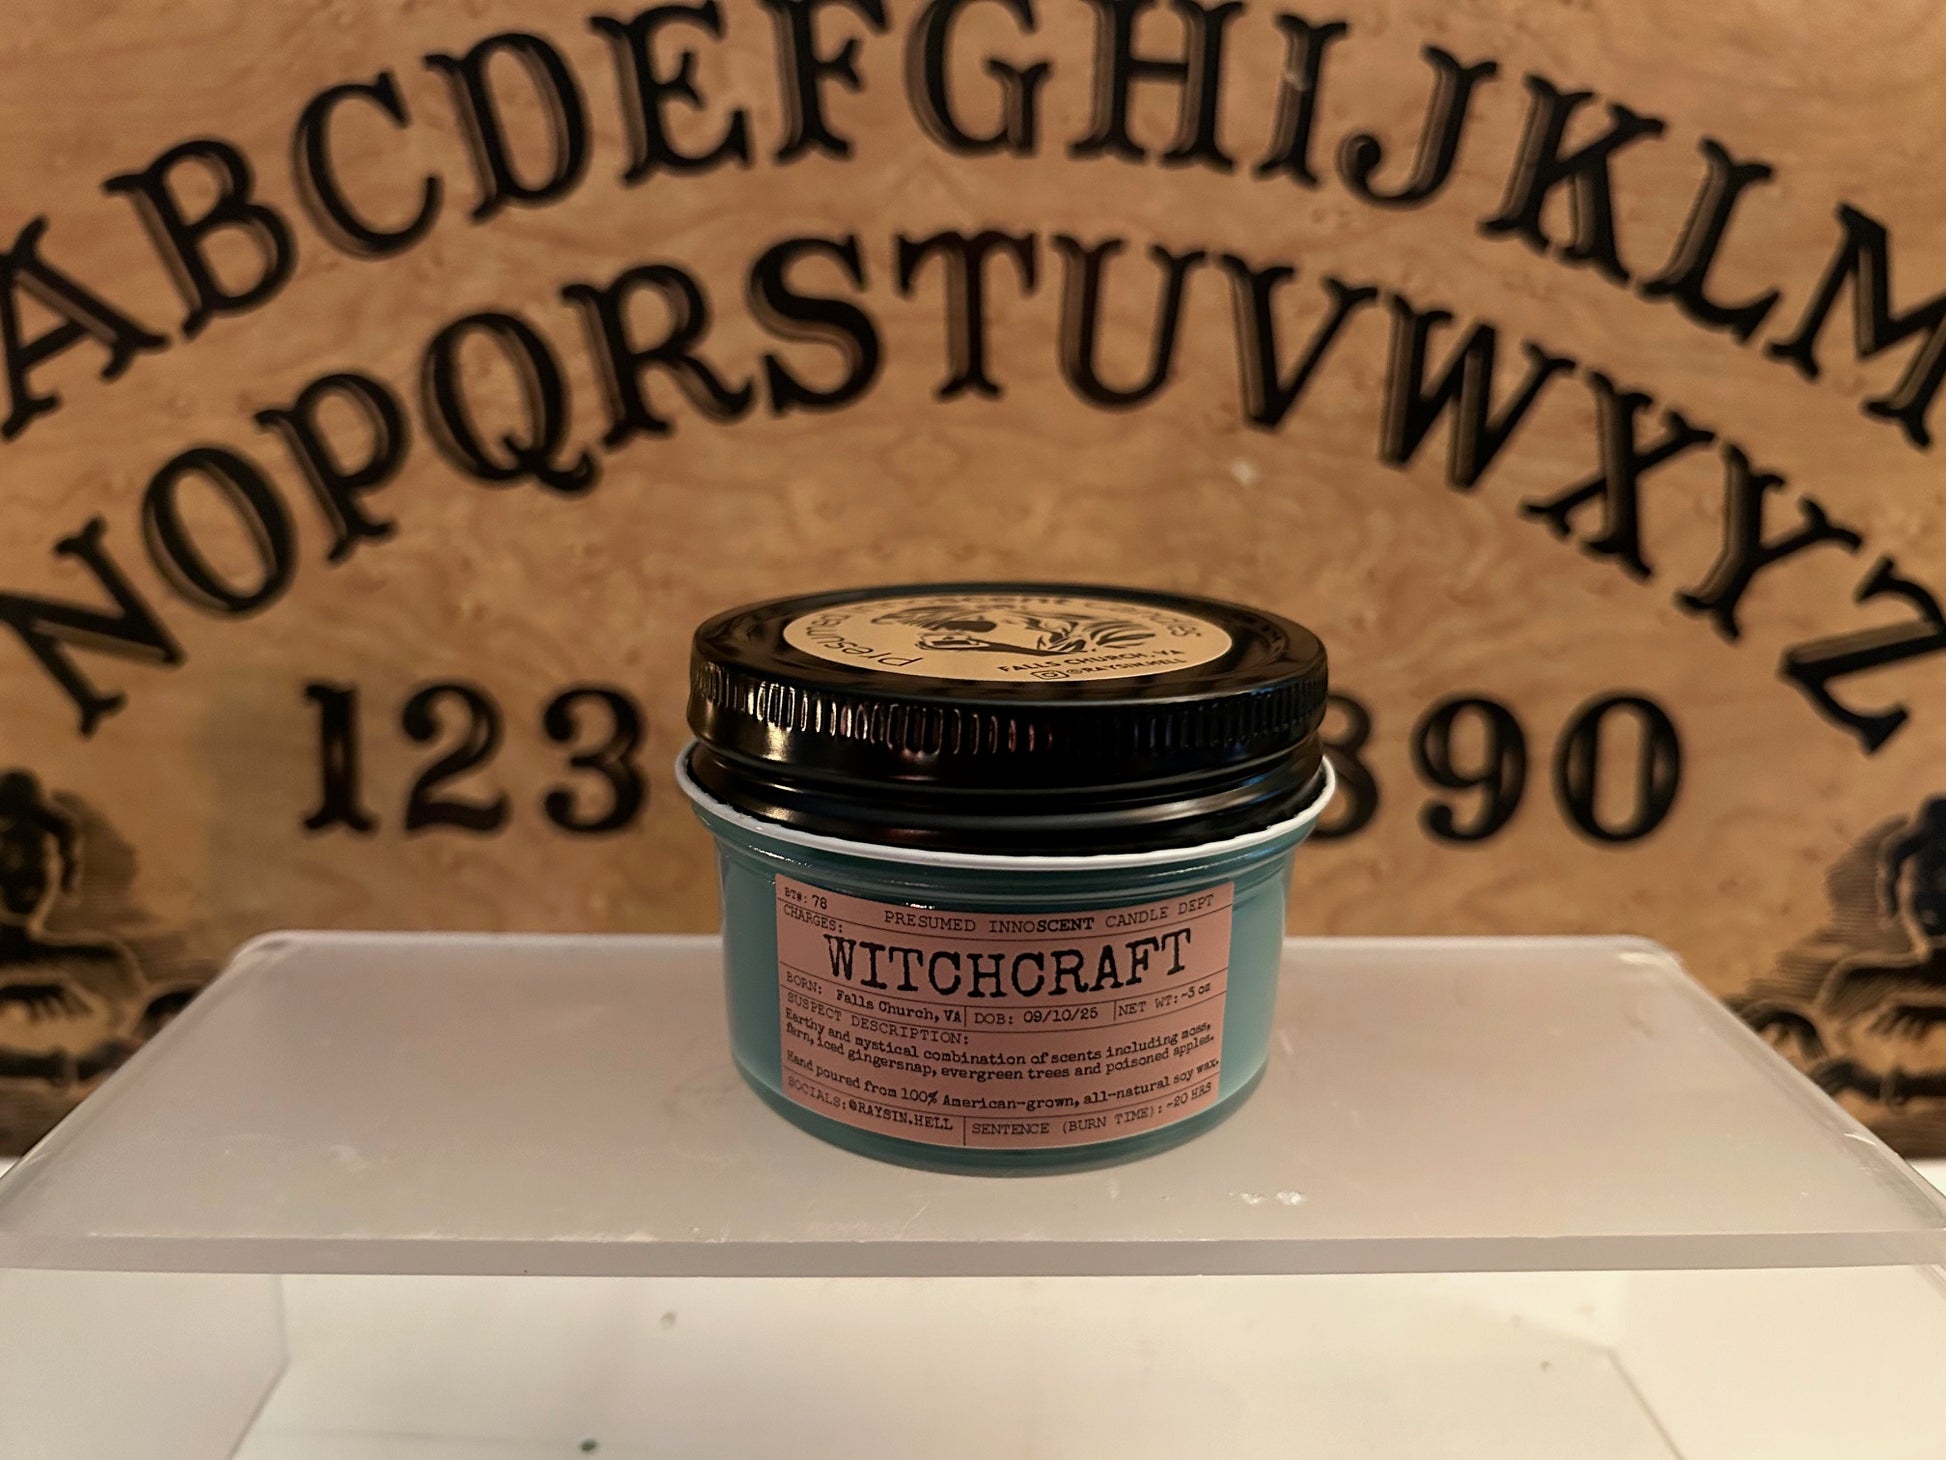 ABCDEFGHIJKLM
NOPQRSTUVWXYZ
123 890
FALLS CHURCH, VA
@RAYSIN.HELL
BT#: 78 PRESUMED INNOSCENT CANDLE DEPT
CHARGES:
WITCHCRAFT
BORN: Falls Church, VA DOB: 09/10/25 NET WT: ~3 oz
SUSPECT DESCRIPTION:
Earthy and mystical combination of scents including moss,
fern, iced gingersnap, evergreen trees and poisoned apples.
Hand poured from 100% American-grown, all-natural soy wax.
SOCIALS: @RAYSIN.HELL SENTENCE (BURN TIME): ~20 HRS